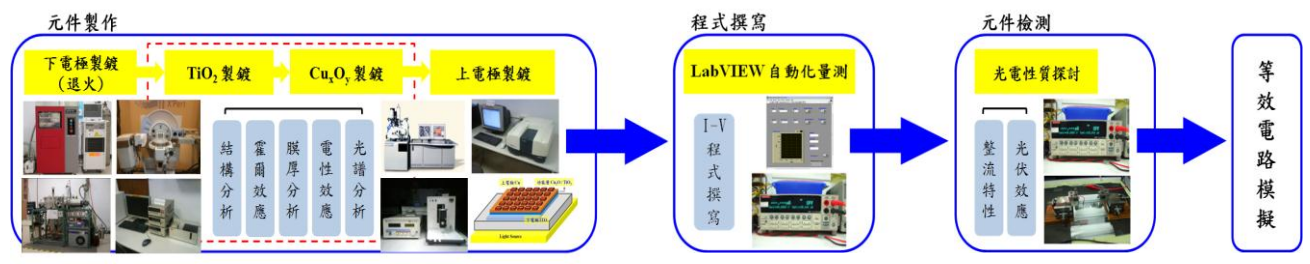 元件製作
下電極製鍍
(退火)
TiO₂ 製鍍
CuₓOᵧ 製鍍
上電極製鍍
結構分析
霍爾效應
膜厚分析
電性效應
光譜分析
Light Source
程式撰寫
LabVIEW 自動化量測
I-V程式撰寫
元件檢測
光電性質探討
整流特性
光伏效應
等效電路模擬